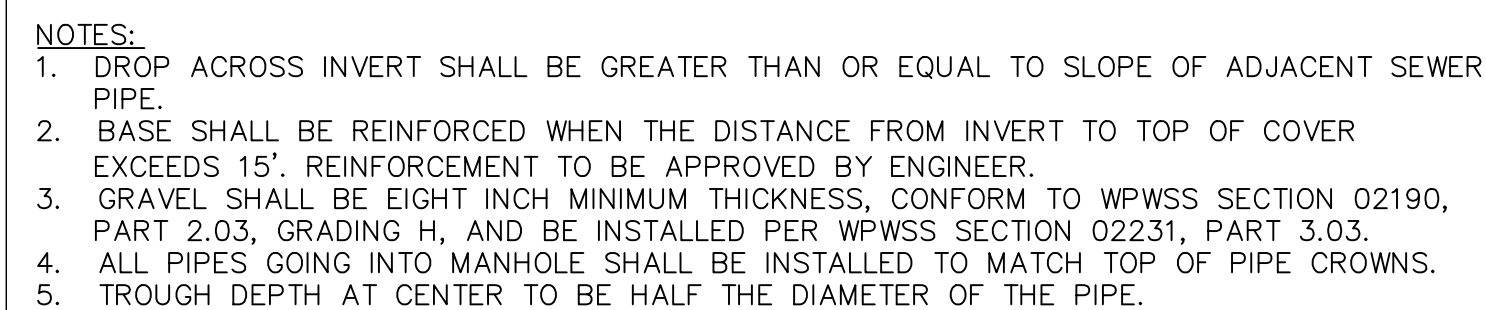 NOTES:
1. DROP ACROSS INVERT SHALL BE GREATER THAN OR EQUAL TO SLOPE OF ADJACENT SEWER
PIPE.
2. BASE SHALL BE REINFORCED WHEN THE DISTANCE FROM INVERT TO TOP OF COVER
EXCEEDS 15'. REINFORCEMENT TO BE APPROVED BY ENGINEER.
3. GRAVEL SHALL BE EIGHT INCH MINIMUM THICKNESS, CONFORM TO WPWSS SECTION 02190,
PART 2.03, GRADING H, AND BE INSTALLED PER WPWSS SECTION 02231, PART 3.03.
4. ALL PIPES GOING INTO MANHOLE SHALL BE INSTALLED TO MATCH TOP OF PIPE CROWNS.
5. TROUGH DEPTH AT CENTER TO BE HALF THE DIAMETER OF THE PIPE.